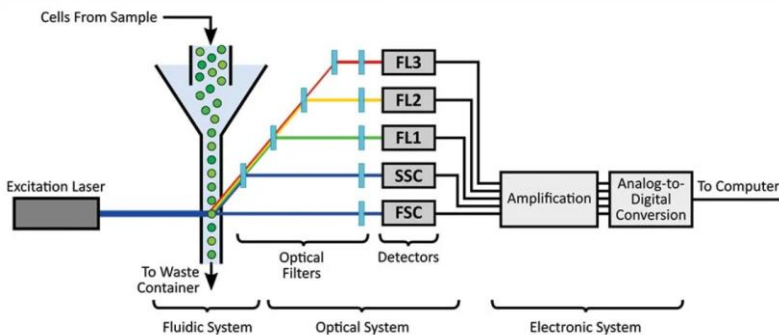 Cells From Sample
FL3
FL2
FL1
SSC
FSC
Excitation Laser
Amplification
Analog-to-
Digital
Conversion
To Computer
To Waste
Container
Optical
Filters
Detectors
Fluidic System
Optical System
Electronic System